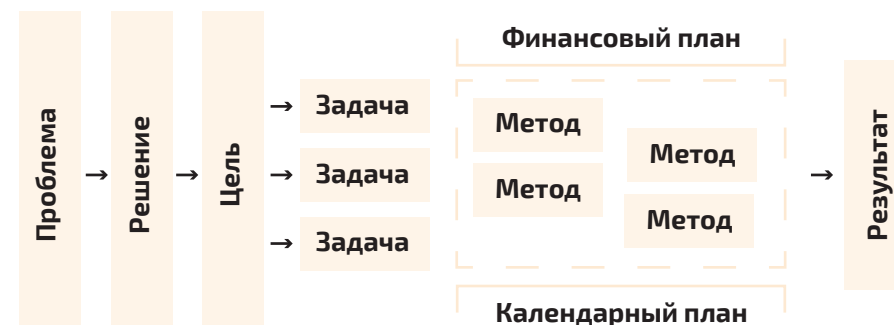 Проблема
→
Решение
→
Цель
→ Задача
→ Задача
→ Задача
Финансовый план
Метод
Метод
Метод
Метод
Календарный план
→
Результат